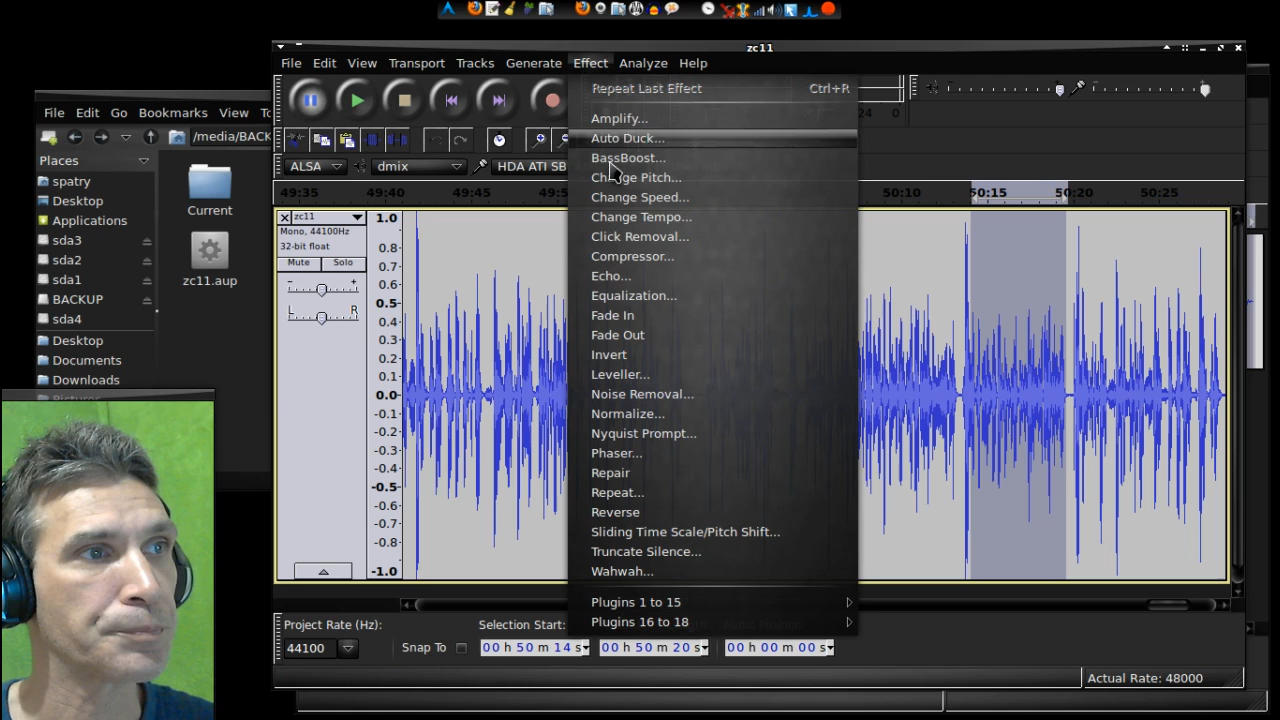 zc11
File Edit View Transport Tracks Generate Effect Analyze Help
File Edit Go Bookmarks View
/media/BACK
Places
spatry
Desktop
Applications
sda3
sda2
sda1
BACKUP
sda4
Desktop
Documents
Downloads
Current
zc11.aup
24 0
ALSA dmix HDA ATI SB
49:35 49:40 49:45 50:10 50:15 50:20 50:25
zc11
Mono, 44100Hz
32-bit float
Mute Solo
- +
L R
1.0
0.8
0.7
0.6
0.5
0.4
0.3
0.2
0.1
0.0
-0.1
-0.2
-0.3
-0.4
-0.5
-0.6
-0.7
-0.8
-1.0
Repeat Last Effect Ctrl+R
Amplify...
Auto Duck...
BassBoost...
Change Pitch...
Change Speed...
Change Tempo...
Click Removal...
Compressor...
Echo...
Equalization...
Fade In
Fade Out
Invert
Leveller...
Noise Removal...
Normalize...
Nyquist Prompt...
Phaser...
Repair
Repeat...
Reverse
Sliding Time Scale/Pitch Shift...
Truncate Silence...
Wahwah...
Plugins 1 to 15
Plugins 16 to 18
Project Rate (Hz):
44100
Snap To
Selection Start:
00 h 50 m 14 s
00 h 50 m 20 s
00 h 00 m 00 s
Actual Rate: 48000